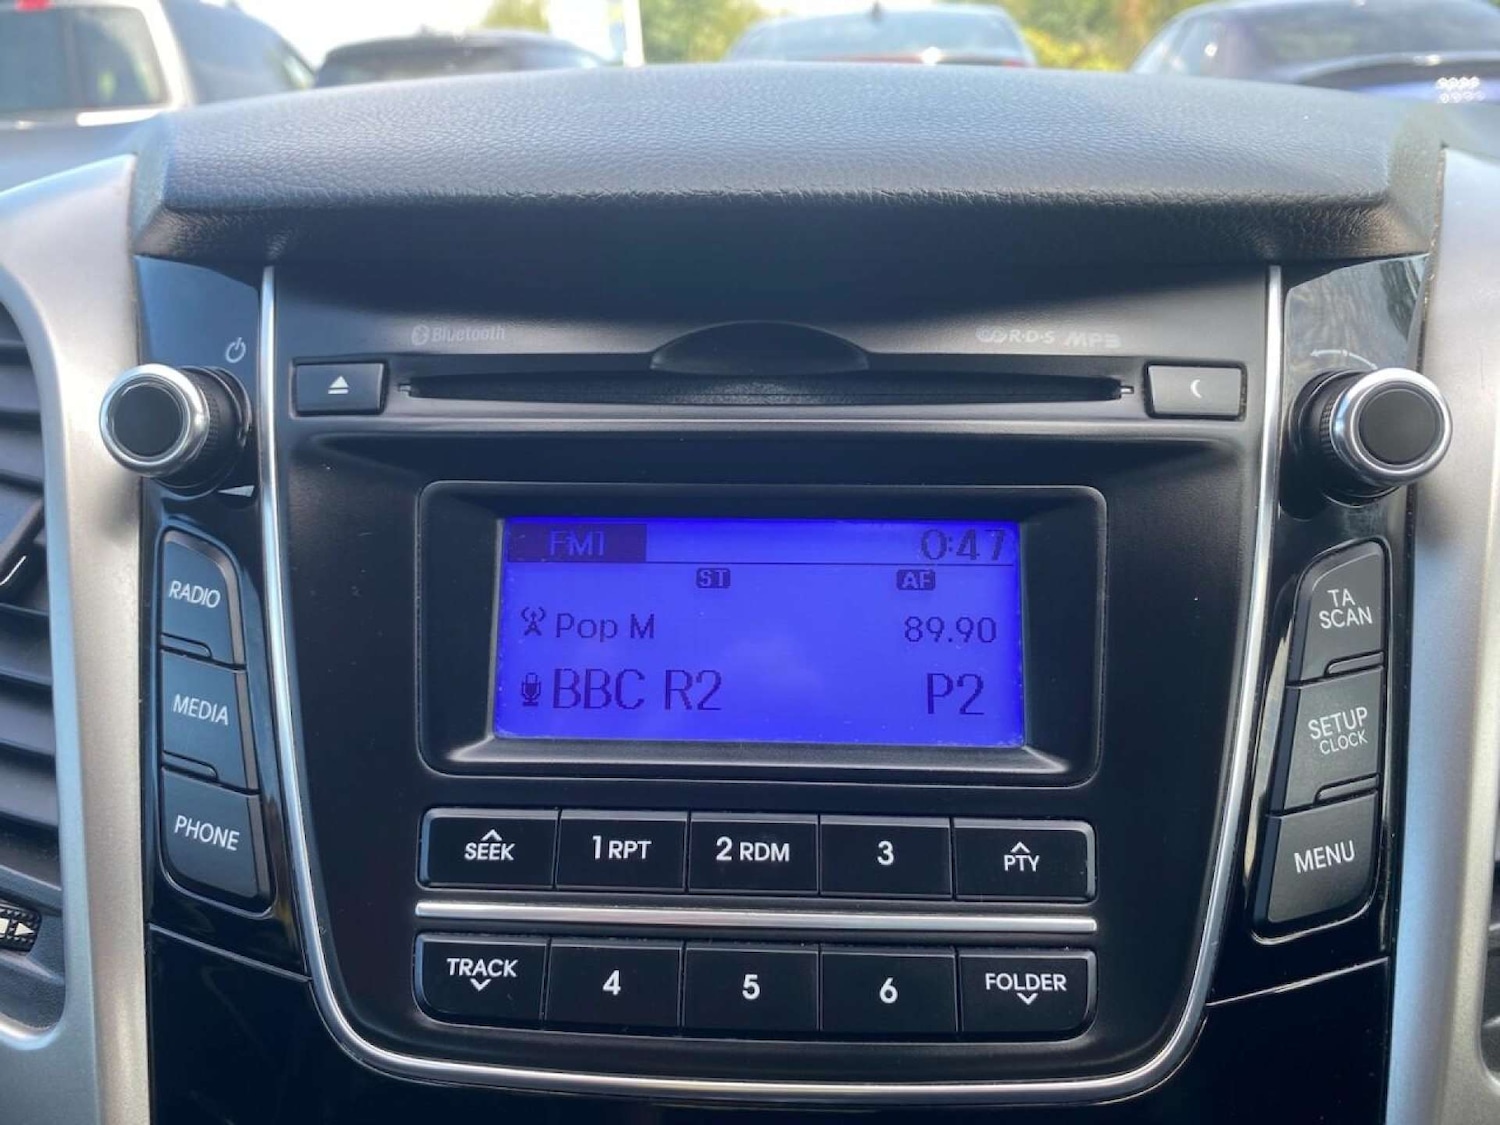 Bluetooth
R·D·S MP3
FM1 0:47
ST AF
Pop M 89.90
BBC R2 P2
RADIO
MEDIA
PHONE
TA
SCAN
SETUP
CLOCK
MENU
SEEK 1 RPT 2 RDM 3 PTY
TRACK 4 5 6 FOLDER